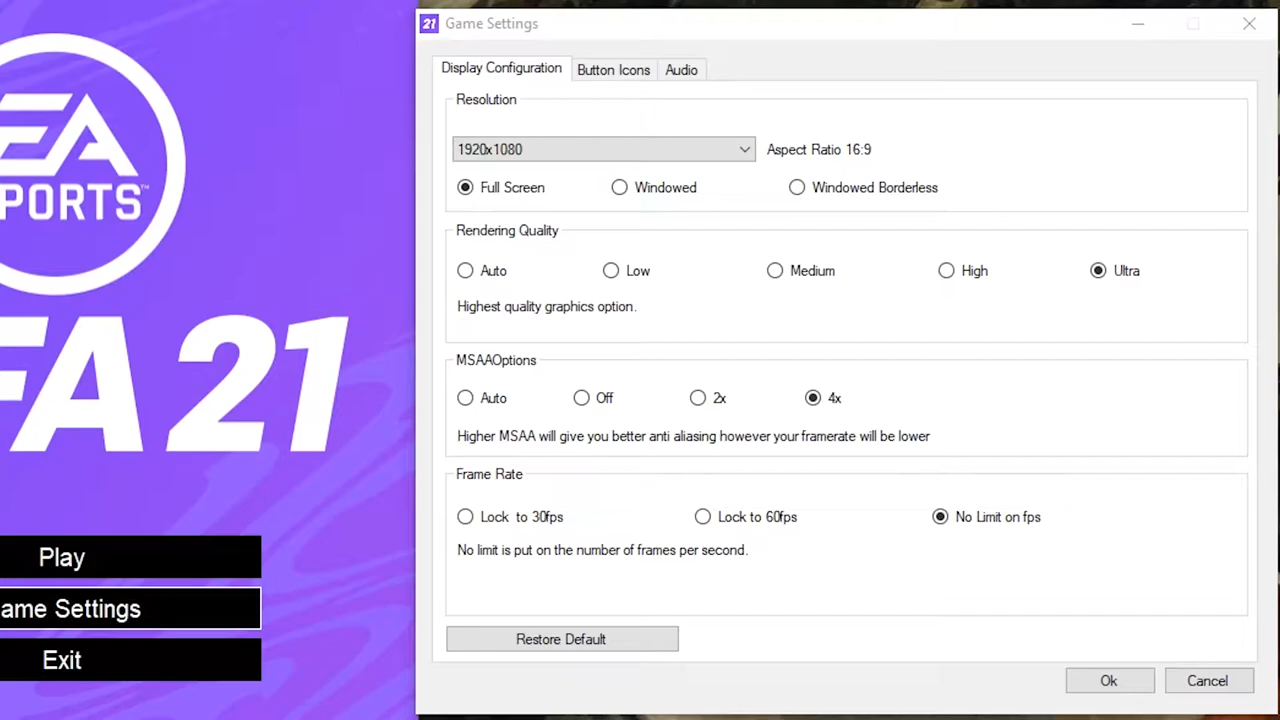 21 Game Settings
EA
SPORTS™
FA 21
Play
ame Settings
Exit
Display Configuration Button Icons Audio
Resolution
1920x1080 Aspect Ratio 16:9
Full Screen Windowed Windowed Borderless
Rendering Quality
Auto Low Medium High Ultra
Highest quality graphics option.
MSAAOptions
Auto Off 2x 4x
Higher MSAA will give you better anti aliasing however your framerate will be lower
Frame Rate
Lock to 30fps Lock to 60fps No Limit on fps
No limit is put on the number of frames per second.
Restore Default
Ok Cancel